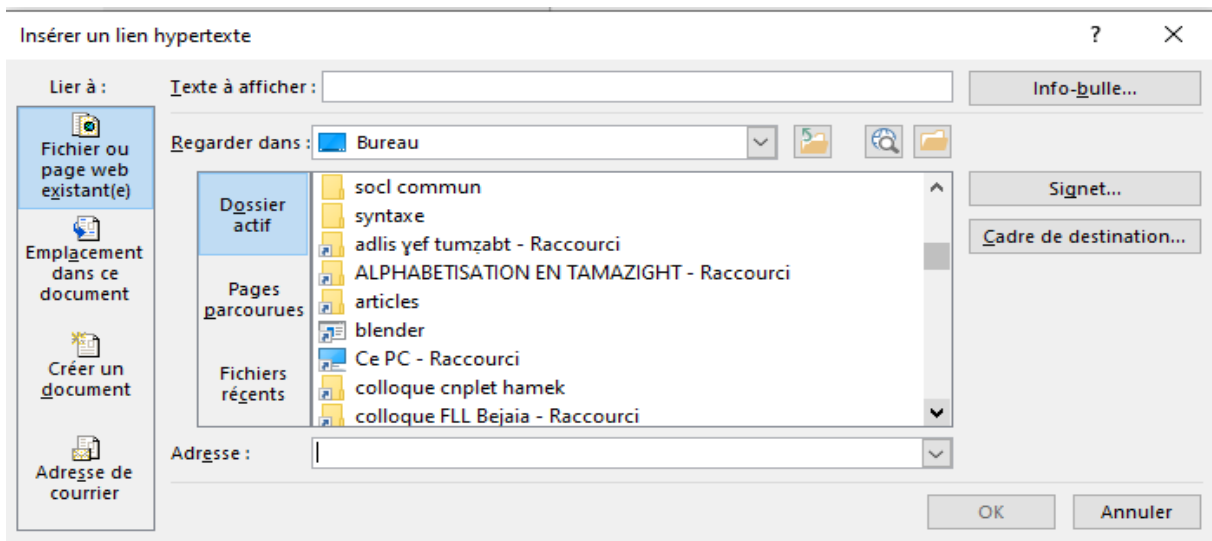 Insérer un lien hypertexte
?
Lier à :
Texte à afficher :
Info-bulle...
Fichier ou
page web
existant(e)
Regarder dans :
Bureau
Emplacement
dans ce
document
Créer un
document
Adresse de
courrier
Dossier
actif
Pages
parcourues
Fichiers
récents
socl commun
syntaxe
adlis ɣef tumẓabt - Raccourci
ALPHABETISATION EN TAMAZIGHT - Raccourci
articles
blender
Ce PC - Raccourci
colloque cnplet hamek
colloque FLL Bejaia - Raccourci
Signet...
Cadre de destination...
Adresse :
OK
Annuler